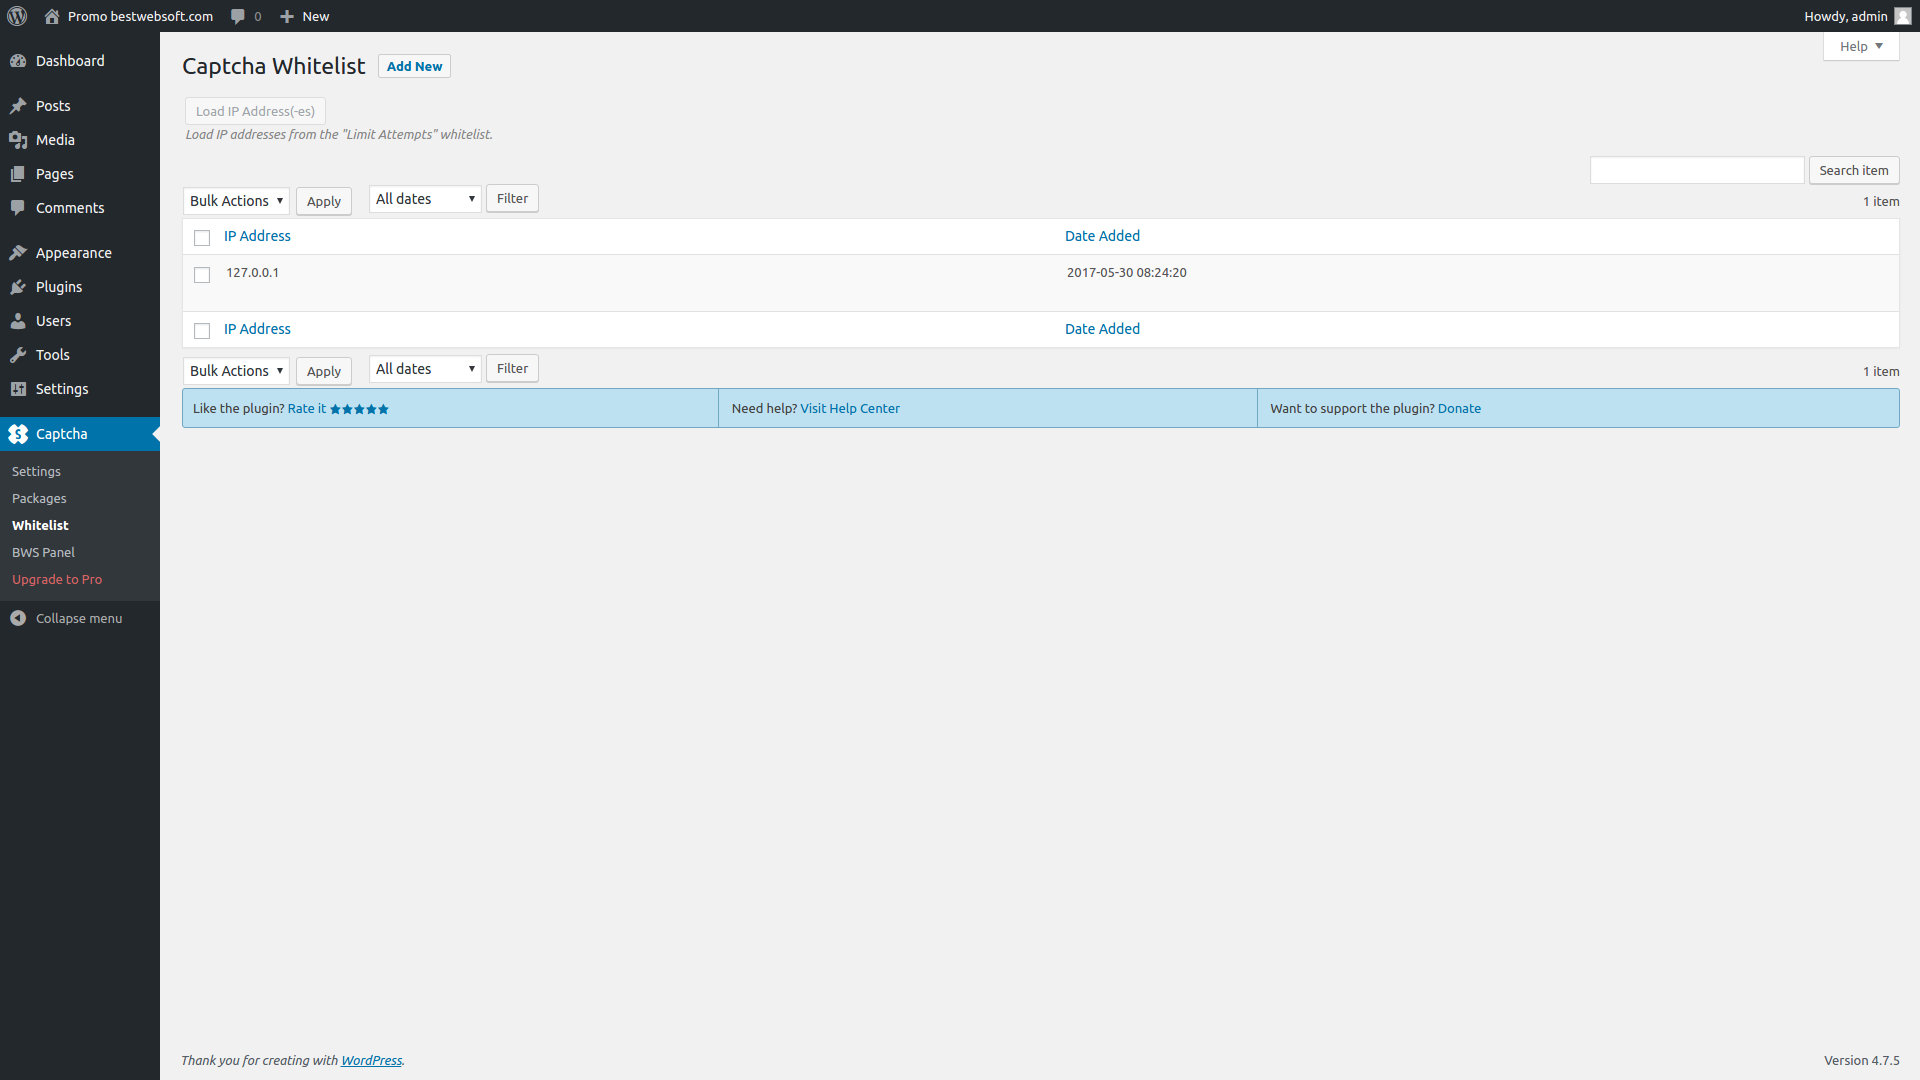 Promo bestwebsoft.com 0 New Howdy, admin
Help
Dashboard
Posts
Media
Pages
Comments
Appearance
Plugins
Users
Tools
Settings
Captcha
Settings
Packages
Whitelist
BWS Panel
Upgrade to Pro
Collapse menu
Captcha Whitelist Add New
Load IP Address(-es)
Load IP addresses from the "Limit Attempts" whitelist.
Search item
Bulk Actions Apply All dates Filter 1 item
IP Address Date Added
127.0.0.1 2017-05-30 08:24:20
IP Address Date Added
Bulk Actions Apply All dates Filter 1 item
Like the plugin? Rate it Need help? Visit Help Center Want to support the plugin? Donate
Thank you for creating with WordPress. Version 4.7.5